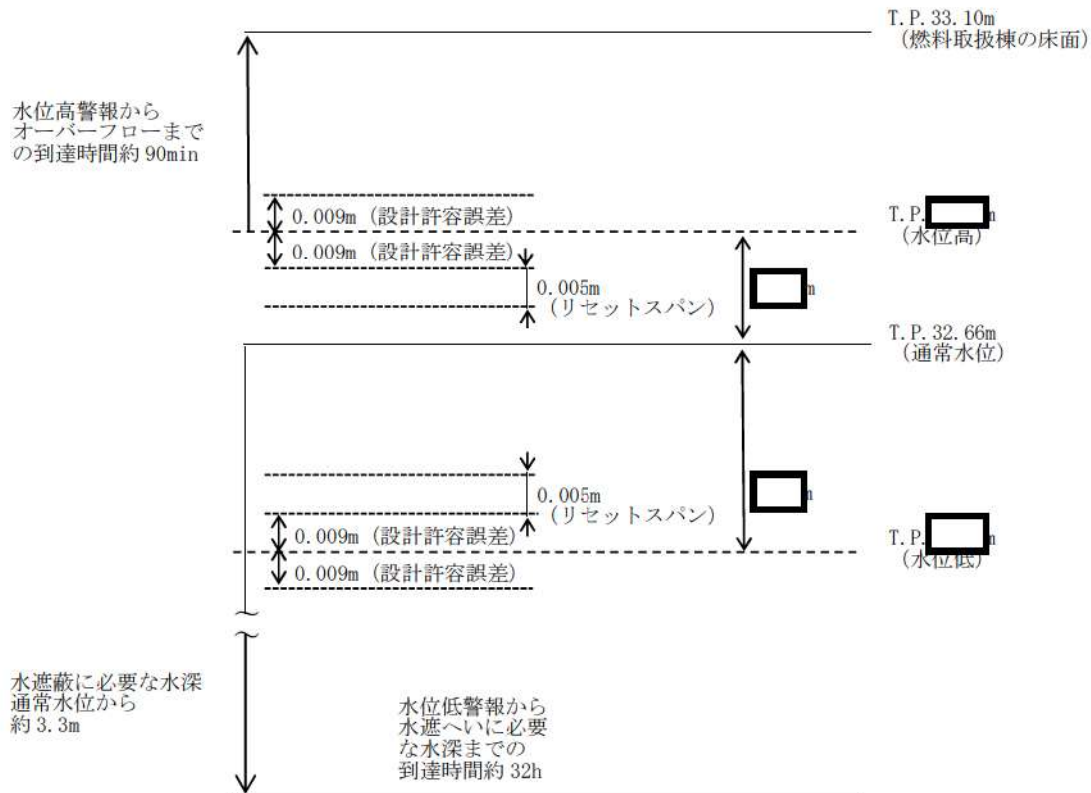 T.P.33.10m
(燃料取扱棟の床面)
水位高警報から
オーバーフローまで
の到達時間約 90min
0.009m (設計許容誤差)
T.P.
(水位高)
0.009m (設計許容誤差)
0.005m
(リセットスパン)
m
T.P.32.66m
(通常水位)
0.005m
(リセットスパン)
0.009m (設計許容誤差)
T.P.
(水位低)
0.009m (設計許容誤差)
水遮蔽に必要な水深
通常水位から
約 3.3m
水位低警報から
水遮へいに必要
な水深までの
到達時間約 32h